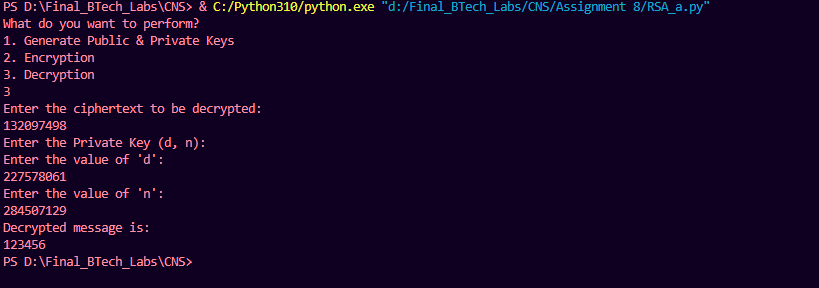 PS D:\Final_BTech_Labs\CNS> & C:/Python310/python.exe "d:/Final_BTech_Labs/CNS/Assignment 8/RSA_a.py"
What do you want to perform?
1. Generate Public & Private Keys
2. Encryption
3. Decryption
3
Enter the ciphertext to be decrypted:
132097498
Enter the Private Key (d, n):
Enter the value of 'd':
227578061
Enter the value of 'n':
284507129
Decrypted message is:
123456
PS D:\Final_BTech_Labs\CNS>